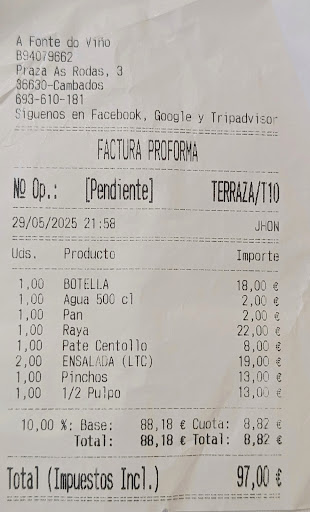 A Fonte do Viño
B94079662
Praza As Rodas, 3
36630-Cambados
693-610-181
Siguenos en Facebook, Google y Tripadvisor
FACTURA PROFORMA
Nº Op.: [Pendiente] TERRAZA/T10
29/05/2025 21:58 JHON
Uds. Producto Importe
1,00 BOTELLA 18,00 €
1,00 Agua 500 cl 2,00 €
1,00 Pan 2,00 €
1,00 Raya 22,00 €
1,00 Pate Centollo 8,00 €
2,00 ENSALADA (LTC) 19,00 €
1,00 Pinchos 13,00 €
1,00 1/2 Pulpo 13,00 €
10,00 %: Base: 88,18 € Cuota: 8,82 €
Total: 88,18 € Total: 8,82 €
Total (Impuestos Incl.) 97,00 €